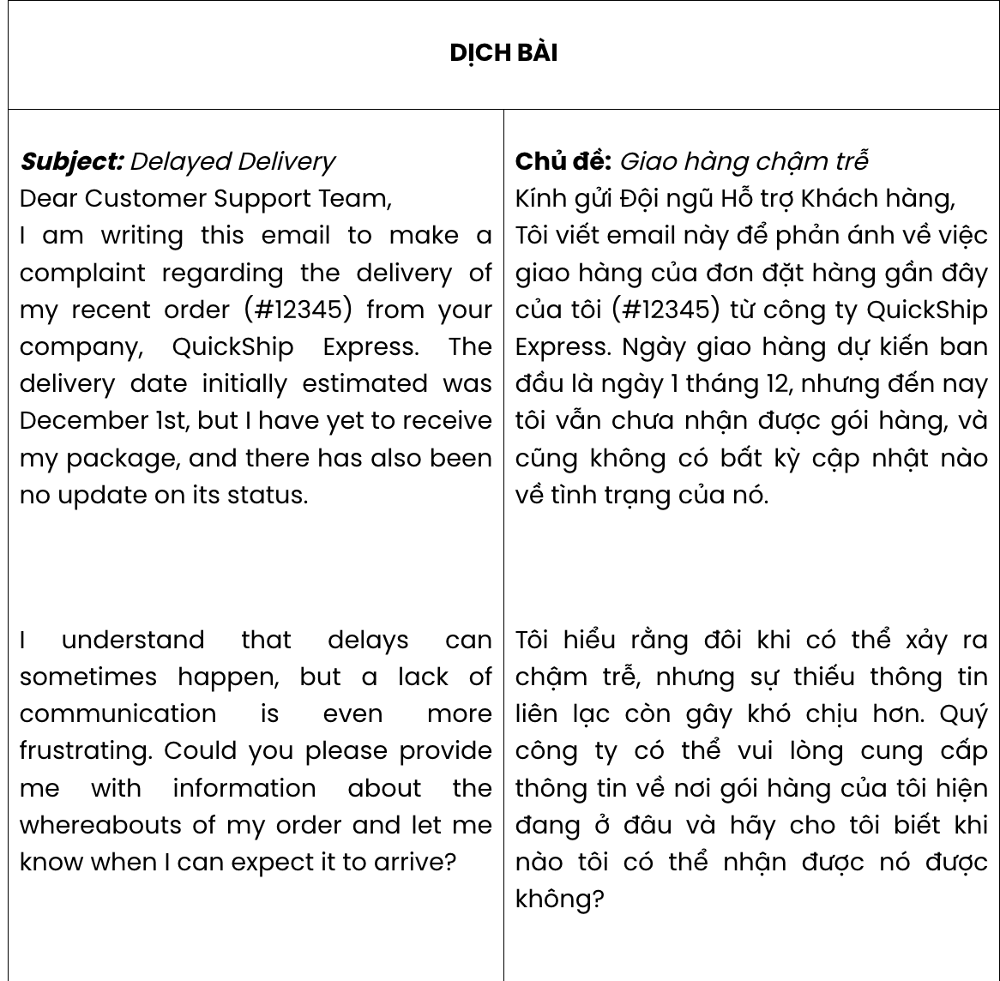 DỊCH BÀI
Subject: Delayed Delivery
Dear Customer Support Team,
I am writing this email to make a
complaint regarding the delivery of
my recent order (#12345) from your
company, QuickShip Express. The
delivery date initially estimated was
December 1st, but I have yet to receive
my package, and there has also been
no update on its status.
I understand that delays can
sometimes happen, but a lack of
communication is even more
frustrating. Could you please provide
me with information about the
whereabouts of my order and let me
know when I can expect it to arrive?
Chủ đề: Giao hàng chậm trễ
Kính gửi Đội ngũ Hỗ trợ Khách hàng,
Tôi viết email này để phản ánh về việc
giao hàng của đơn đặt hàng gần đây
của tôi (#12345) từ công ty QuickShip
Express. Ngày giao hàng dự kiến ban
đầu là ngày 1 tháng 12, nhưng đến nay
tôi vẫn chưa nhận được gói hàng, và
cũng không có bất kỳ cập nhật nào
về tình trạng của nó.
Tôi hiểu rằng đôi khi có thể xảy ra
chậm trễ, nhưng sự thiếu thông tin
liên lạc còn gây khó chịu hơn. Quý
công ty có thể vui lòng cung cấp
thông tin về nơi gói hàng của tôi hiện
đang ở đâu và hãy cho tôi biết khi
nào tôi có thể nhận được nó được
không?